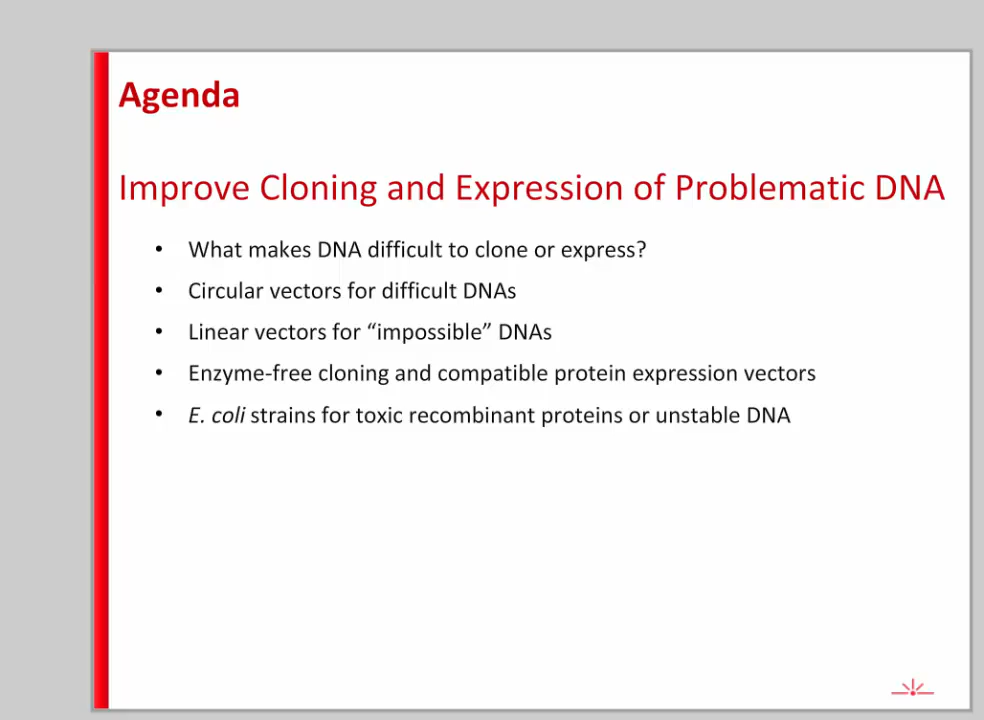 Agenda
Improve Cloning and Expression of Problematic DNA
• What makes DNA difficult to clone or express?
• Circular vectors for difficult DNAs
• Linear vectors for “impossible” DNAs
• Enzyme-free cloning and compatible protein expression vectors
• E. coli strains for toxic recombinant proteins or unstable DNA